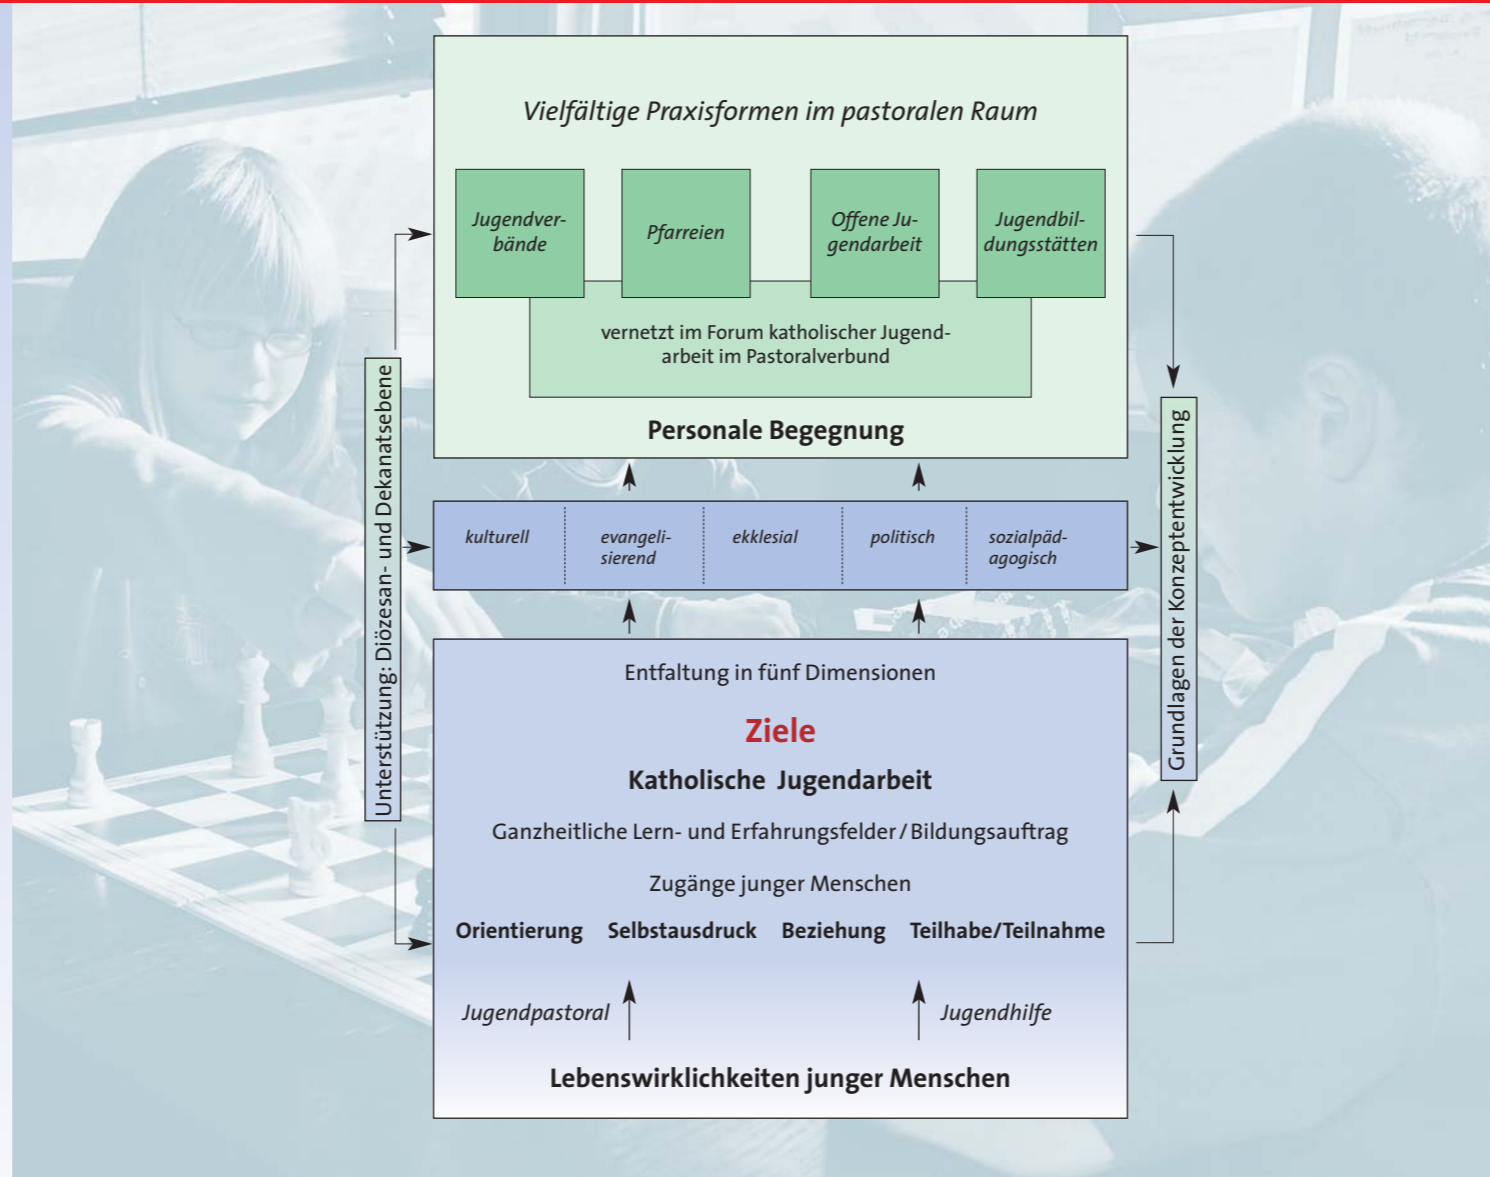 Vielfältige Praxisformen im pastoralen Raum
Jugendver-
bände
Pfarreien
Offene Ju-
gendarbeit
Jugendbil-
dungsstätten
vernetzt im Forum katholischer Jugend-
arbeit im Pastoralverbund
Personale Begegnung
Unterstützung: Diözesan- und Dekanatsebene
kulturell
evangeli-
sierend
ekklesial
politisch
sozialpäd-
agogisch
Grundlagen der Konzeptentwicklung
Entfaltung in fünf Dimensionen
Ziele
Katholische Jugendarbeit
Ganzheitliche Lern- und Erfahrungsfelder / Bildungsauftrag
Zugänge junger Menschen
Orientierung Selbstausdruck Beziehung Teilhabe/Teilnahme
Jugendpastoral
Jugendhilfe
Lebenswirklichkeiten junger Menschen